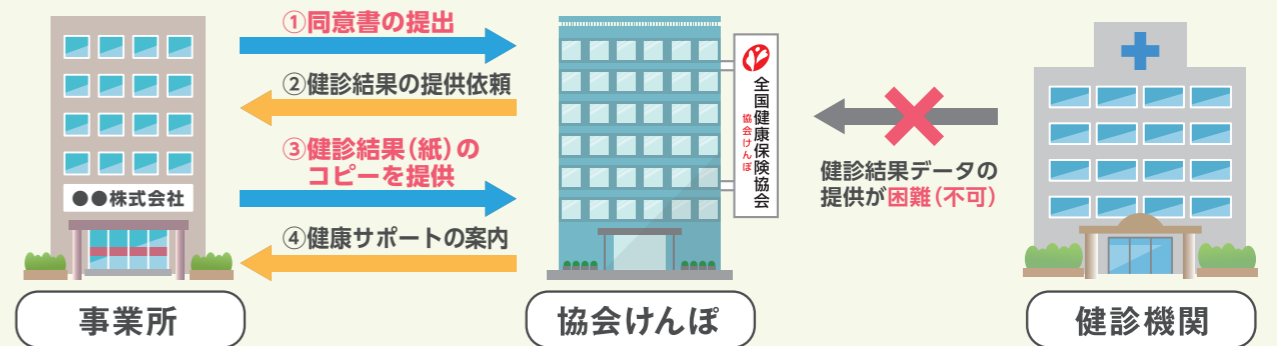 ①同意書の提出
②健診結果の提供依頼
③健診結果（紙）の
コピーを提供
④健康サポートの案内
●●株式会社
事業所
全国健康保険協会
協会けんぽ
協会けんぽ
健診結果データの
提供が困難（不可）
健診機関